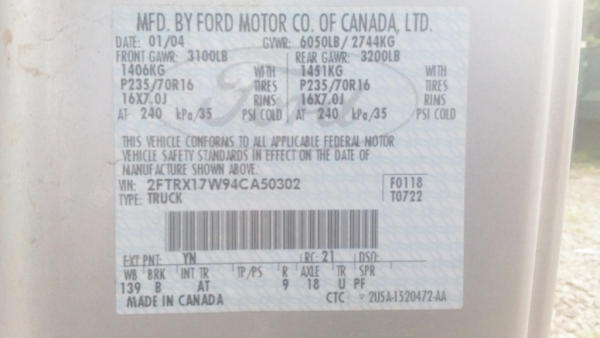 MFD. BY FORD MOTOR CO. OF CANADA, LTD.
DATE: 01/04 GVWR: 6050LB/ 2744KG
FRONT GAWR: 3100LB REAR GAWR: 3200LB
1406KG WITH 1451KG WITH
P235/70R16 TIRES P235/70R16 TIRES
16X7.0J RIMS 16X7.0J RIMS
AT 240 kPa/35 PSI COLD AT 240 kPa/35 PSI COLD
Ford
THIS VEHICLE CONFORMS TO ALL APPLICABLE FEDERAL MOTOR
VEHICLE SAFETY STANDARDS IN EFFECT ON THE DATE OF
MANUFACTURE SHOWN ABOVE.
VIN: 2FTRX17W94CA50302 F0118
TYPE: TRUCK T0722
EXT PNT: YN RC: 21 DSO:
WB BRK INT TR TP/PS R AXLE TR SPR
139 B AT 9 18 U PF
MADE IN CANADA CTC 2U5A-1520472-AA